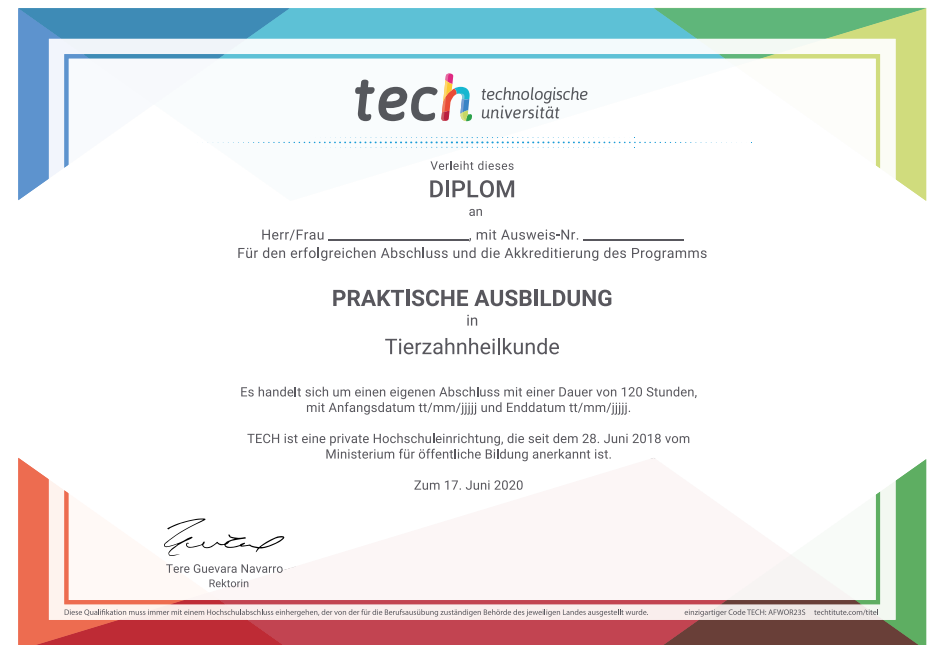 tech technologische
universität
Verleiht dieses
DIPLOM
an
Herr/Frau ____________________, mit Ausweis-Nr. ______________
Für den erfolgreichen Abschluss und die Akkreditierung des Programms
PRAKTISCHE AUSBILDUNG
in
Tierzahnheilkunde
Es handelt sich um einen eigenen Abschluss mit einer Dauer von 120 Stunden,
mit Anfangsdatum tt/mm/jjjjj und Enddatum tt/mm/jjjjj.
TECH ist eine private Hochschuleinrichtung, die seit dem 28. Juni 2018 vom
Ministerium für öffentliche Bildung anerkannt ist.
Zum 17. Juni 2020
Tere Guevara Navarro
Rektorin
Diese Qualifikation muss immer mit einem Hochschulabschluss einhergehen, der von der für die Berufsausübung zuständigen Behörde des jeweiligen Landes ausgestellt wurde. einzigartiger Code TECH: AFWOR23S techtitute.com/titel